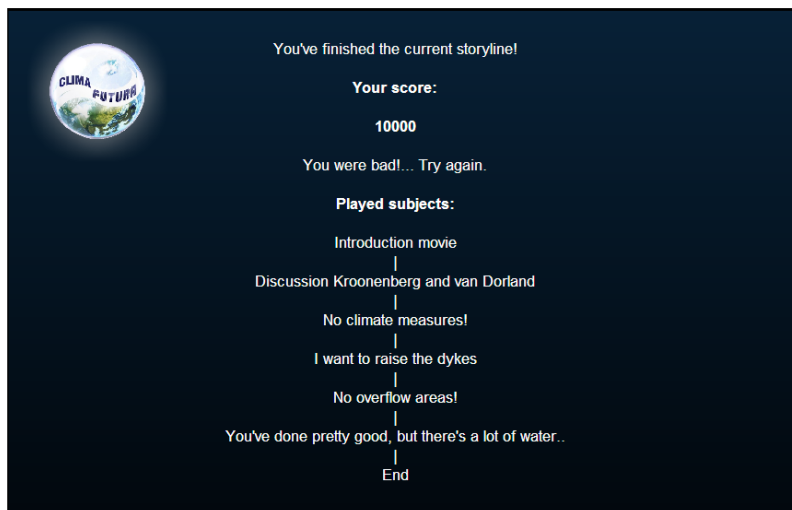 CLIMA
FUTURA
You've finished the current storyline!
Your score:
10000
You were bad!... Try again.
Played subjects:
Introduction movie
|
Discussion Kroonenberg and van Dorland
|
No climate measures!
|
I want to raise the dykes
|
No overflow areas!
|
You've done pretty good, but there's a lot of water..
|
End